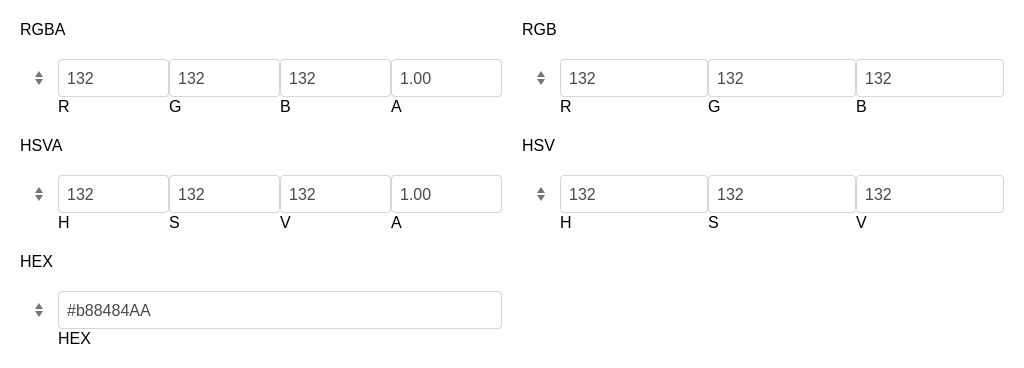 RGBA
132 132 132 1.00
R G B A
RGB
132 132 132
R G B
HSVA
132 132 132 1.00
H S V A
HSV
132 132 132
H S V
HEX
#b88484AA
HEX